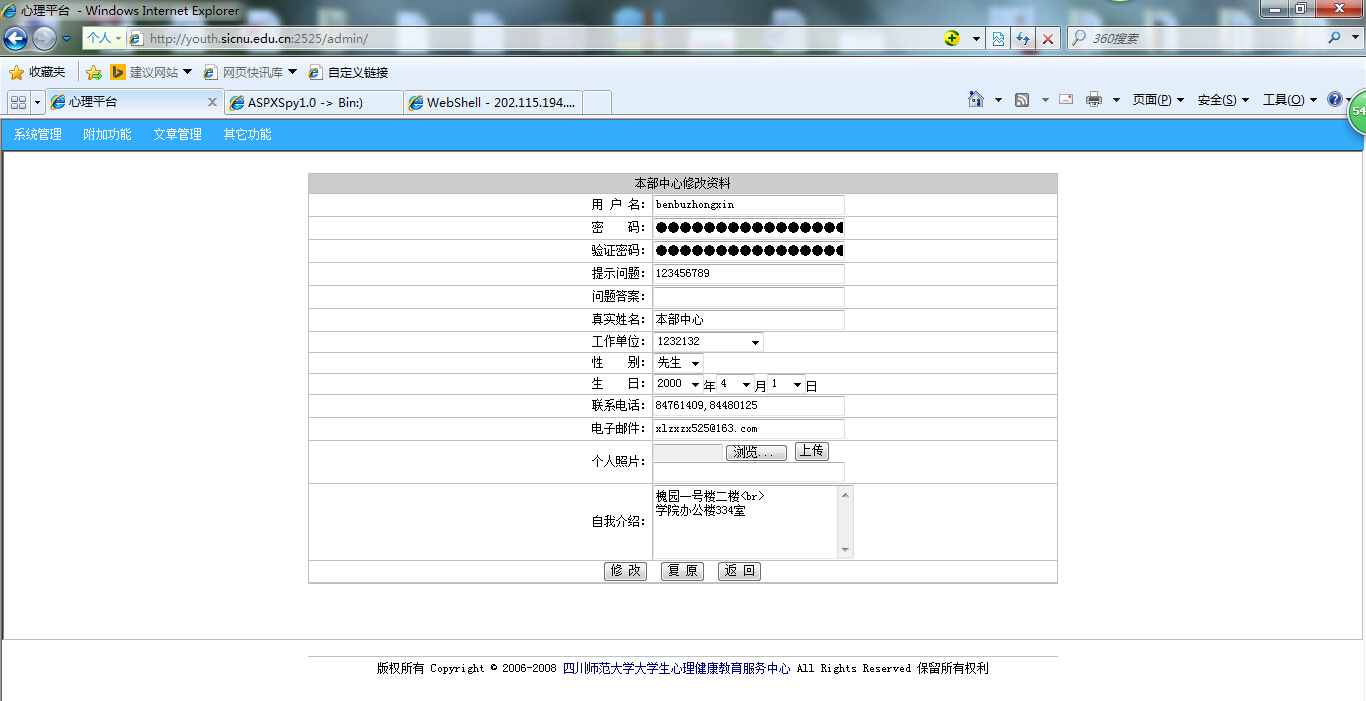 心理平台 - Windows Internet Explorer
个人 http://youth.sicnu.edu.cn:2525/admin/ 360搜索
收藏夹 建议网站 网页快讯库 自定义链接
心理平台 ASPXSpy1.0 -> Bin:) WebShell - 202.115.194.... 页面(P) 安全(S) 工具(O) 54
系统管理 附加功能 文章管理 其它功能
本部中心修改资料
用 户 名: benbuzhongxin
密 码:
验证密码:
提示问题: 123456789
问题答案:
真实姓名: 本部中心
工作单位: 1232132
性 别: 先生
生 日: 2000 年 4 月 1 日
联系电话: 84761409,84480125
电子邮件: xlzxzx525@163.com
个人照片: 浏览... 上传
自我介绍: 槐园一号楼二楼<br>
学院办公楼334室
修 改 复 原 返 回
版权所有 Copyright © 2006-2008 四川师范大学大学生心理健康教育服务中心 All Rights Reserved 保留所有权利